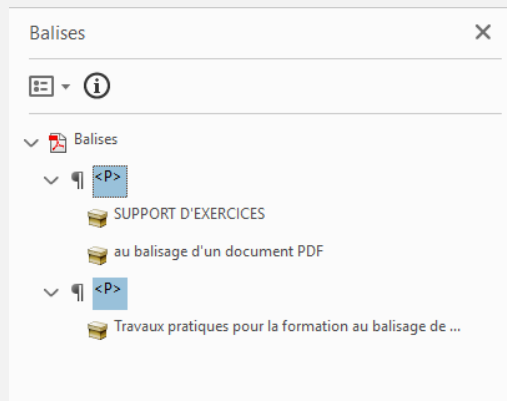 Balises
Balises
<P>
SUPPORT D'EXERCICES
au balisage d'un document PDF
<P>
Travaux pratiques pour la formation au balisage de ...